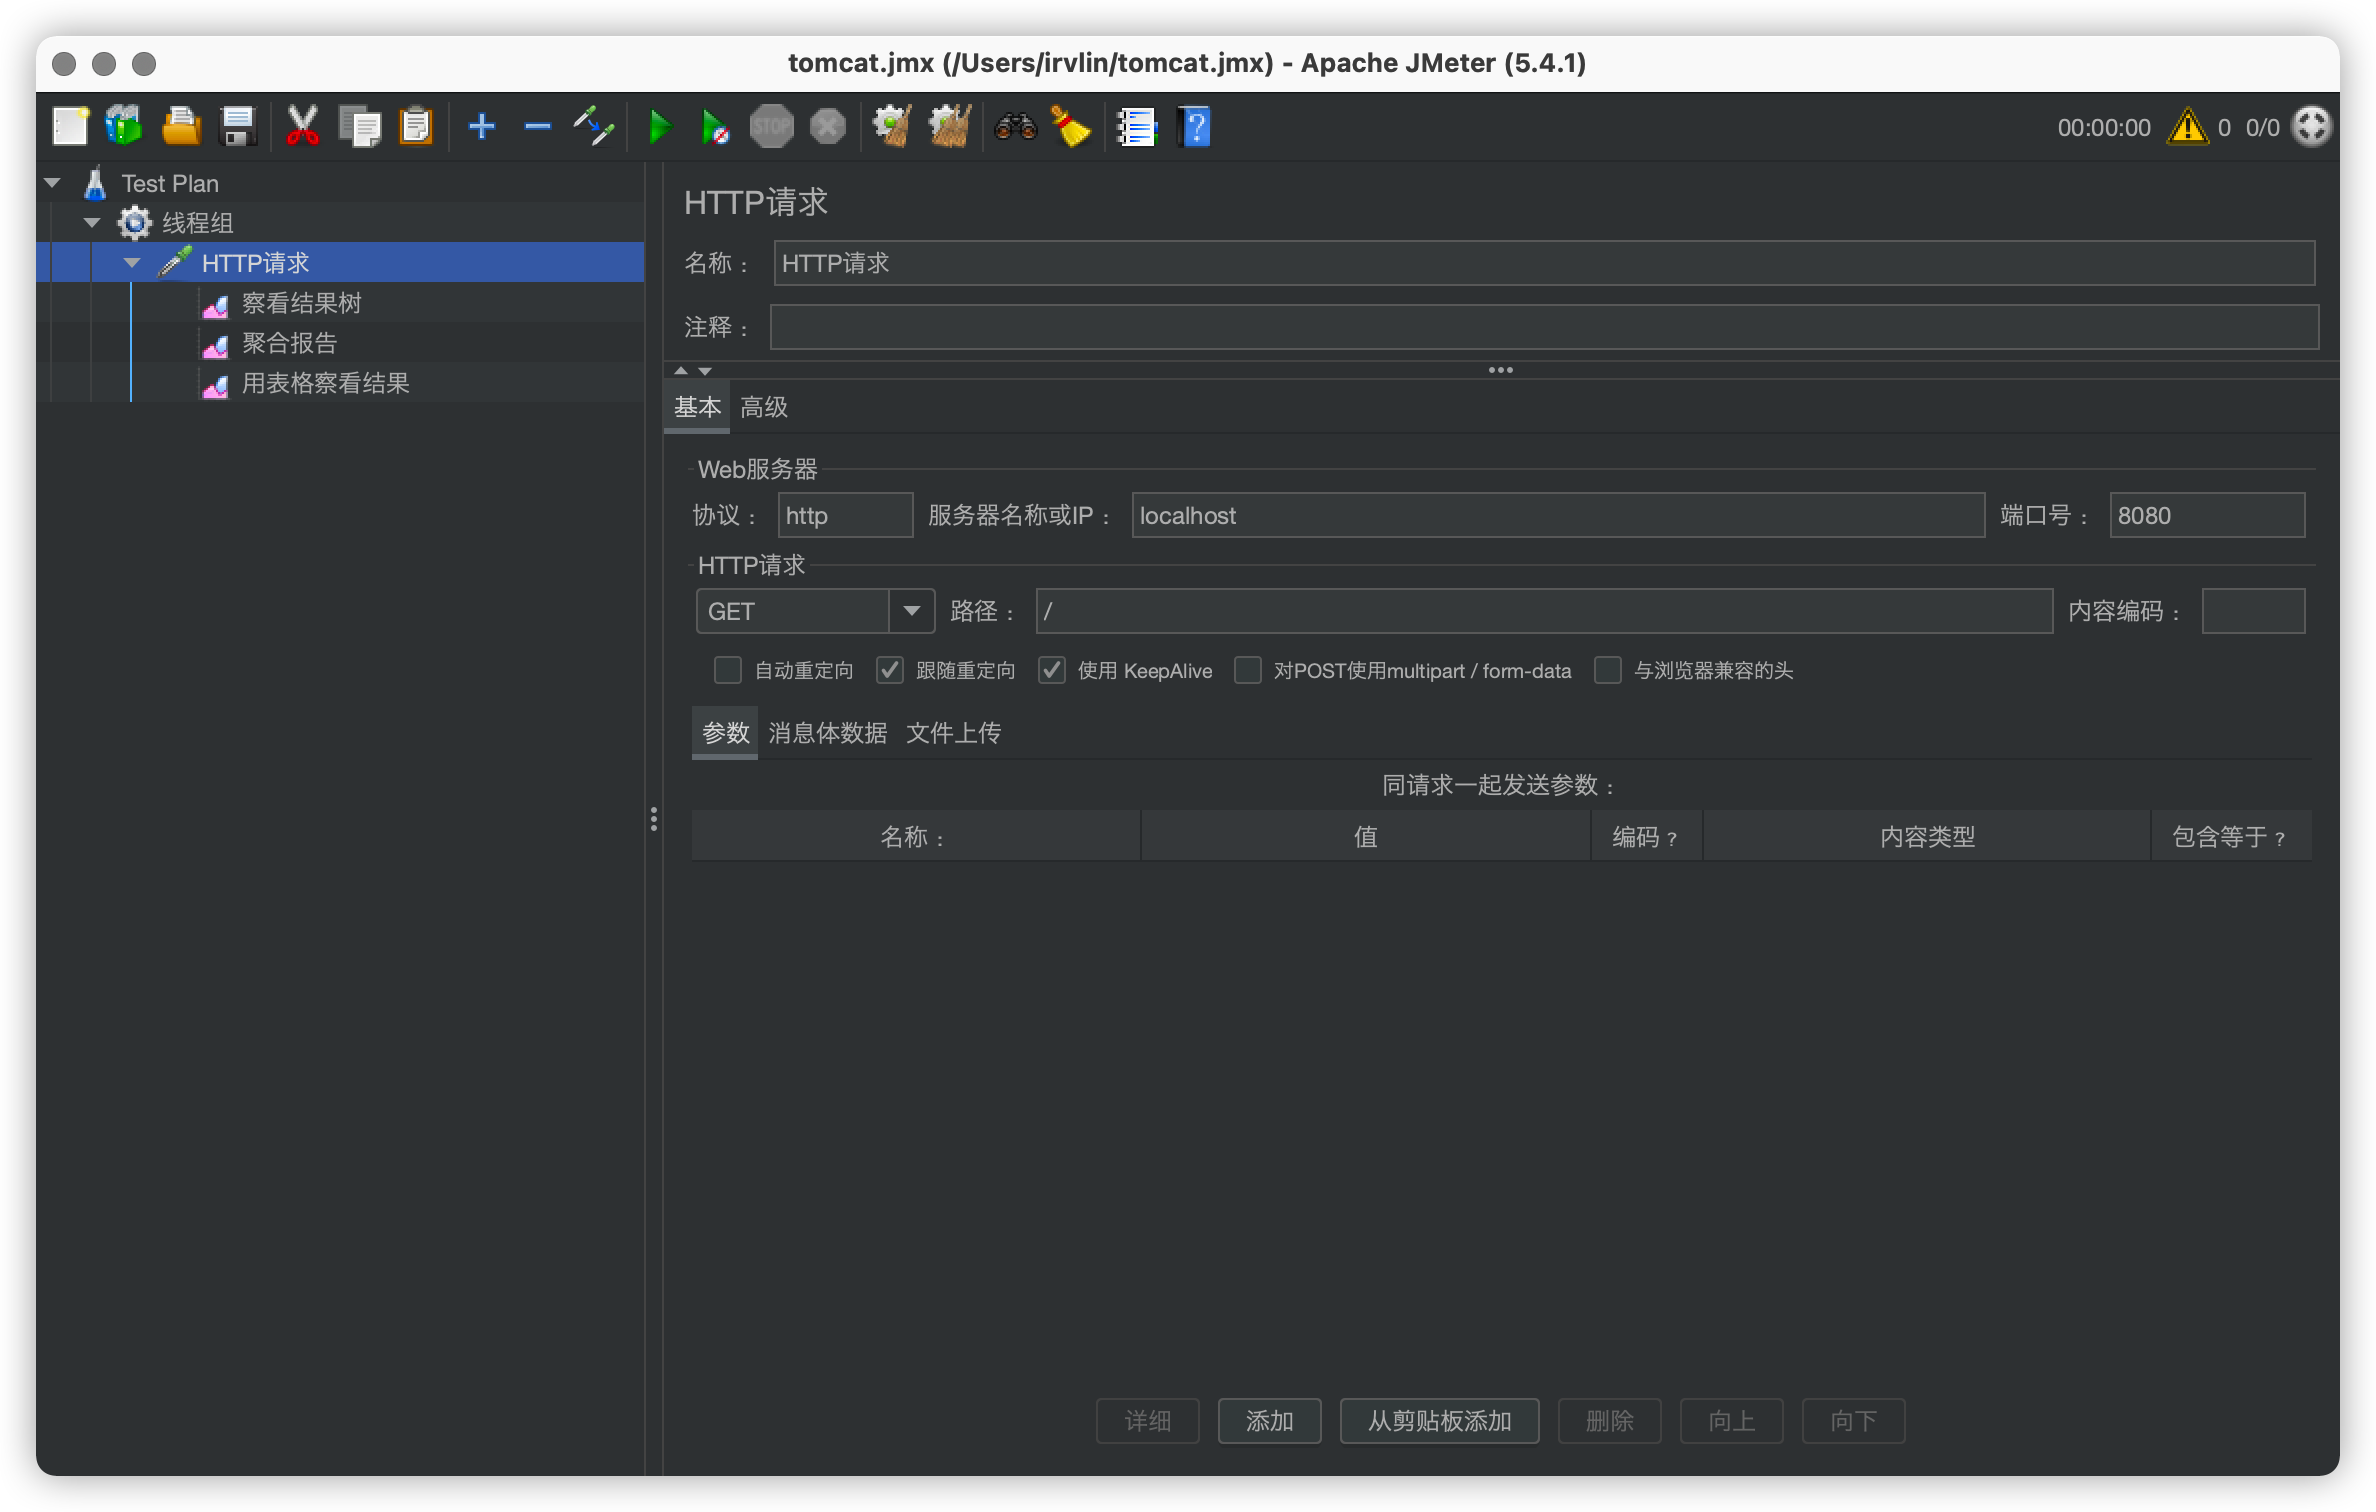 tomcat.jmx (/Users/irvlin/tomcat.jmx) - Apache JMeter (5.4.1)
STOP
00:00:00 0 0/0
Test Plan
线程组
HTTP请求
察看结果树
聚合报告
用表格察看结果
HTTP请求
名称： HTTP请求
注释：
基本 高级
Web服务器
协议： http 服务器名称或IP： localhost 端口号： 8080
HTTP请求
GET 路径： / 内容编码：
自动重定向 跟随重定向 使用 KeepAlive 对POST使用multipart / form-data 与浏览器兼容的头
参数 消息体数据 文件上传
同请求一起发送参数：
名称： 值 编码？ 内容类型 包含等于？
详细 添加 从剪贴板添加 删除 向上 向下